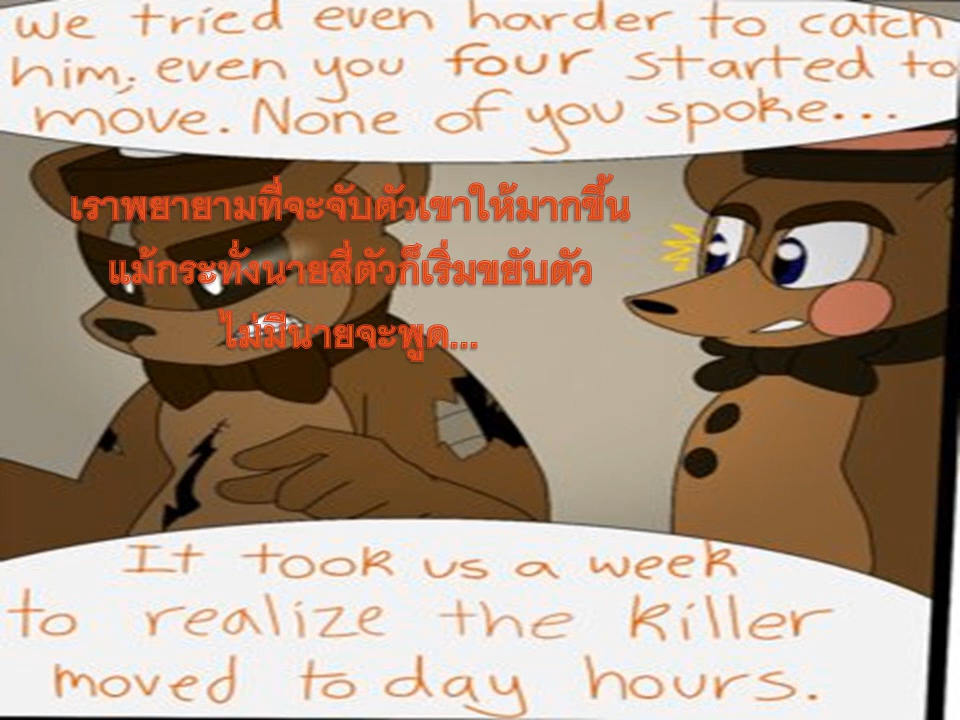 We tried even harder to catch
him; even you four started to
move. None of you spoke...
เราพยายามที่จะจับตัวเขาให้มากขึ้น
แม้กระทั่งนายสี่ตัวก็เริ่มขยับตัว
ไม่มีนายจะพูด...
It took us a week
to realize the killer
moved to day hours.